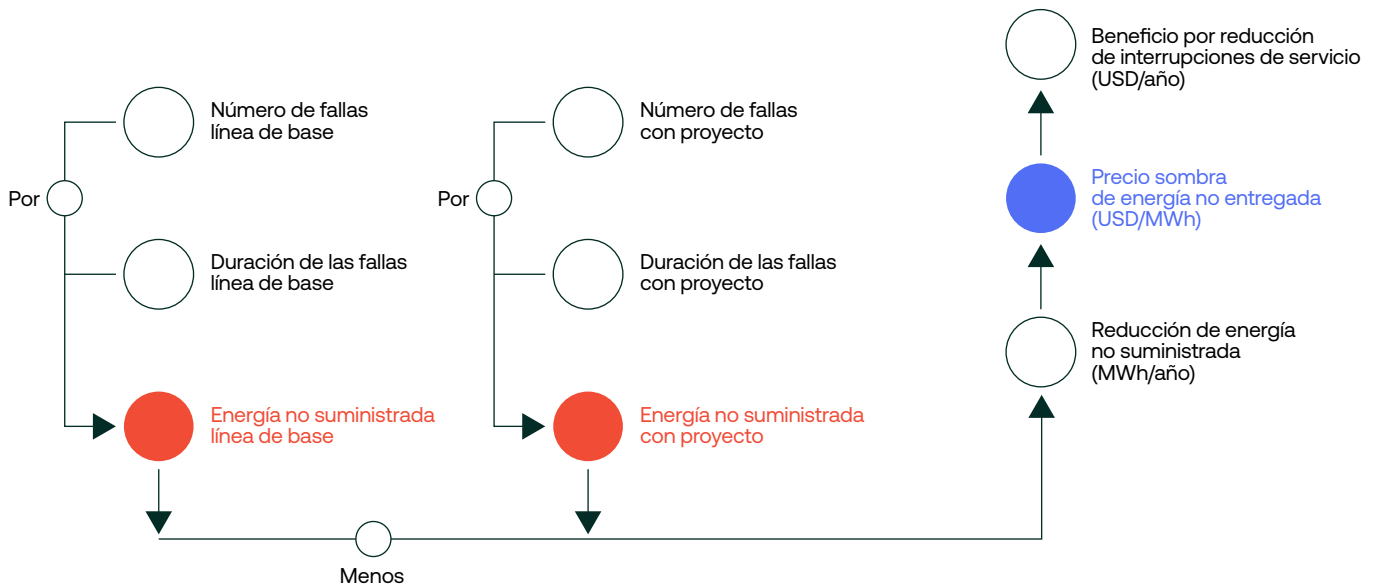 Número de fallas
línea de base
Por
Duración de las fallas
línea de base
Energía no suministrada
línea de base
Número de fallas
con proyecto
Por
Duración de las fallas
con proyecto
Energía no suministrada
con proyecto
Menos
Beneficio por reducción
de interrupciones de servicio
(USD/año)
Precio sombra
de energía no entregada
(USD/MWh)
Reducción de energía
no suministrada
(MWh/año)